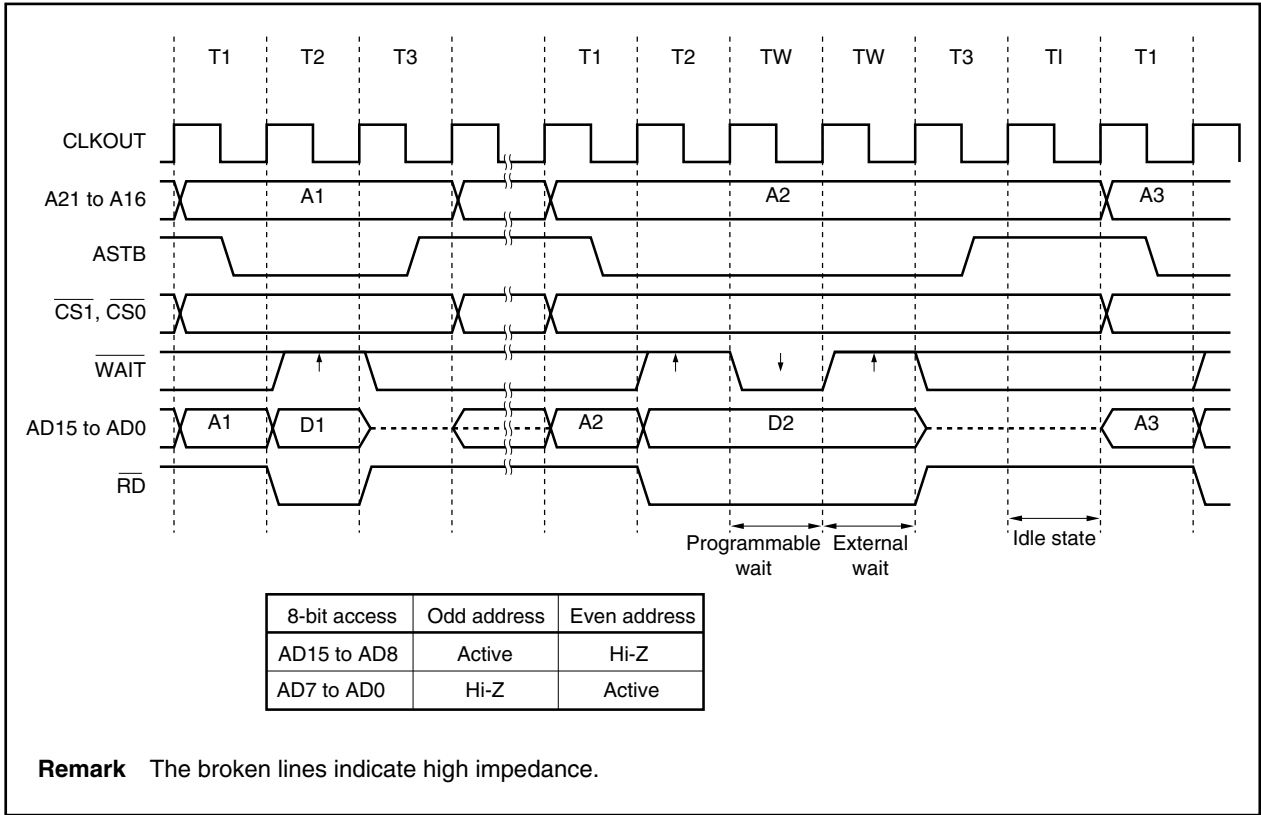 T1 T2 T3 T1 T2 TW TW T3 TI T1
CLKOUT
A21 to A16 A1 A2 A3
ASTB
CS1, CS0
WAIT
AD15 to AD0 A1 D1 A2 D2 A3
RD
Programmable wait
External wait
Idle state
8-bit access Odd address Even address
AD15 to AD8 Active Hi-Z
AD7 to AD0 Hi-Z Active
Remark The broken lines indicate high impedance.